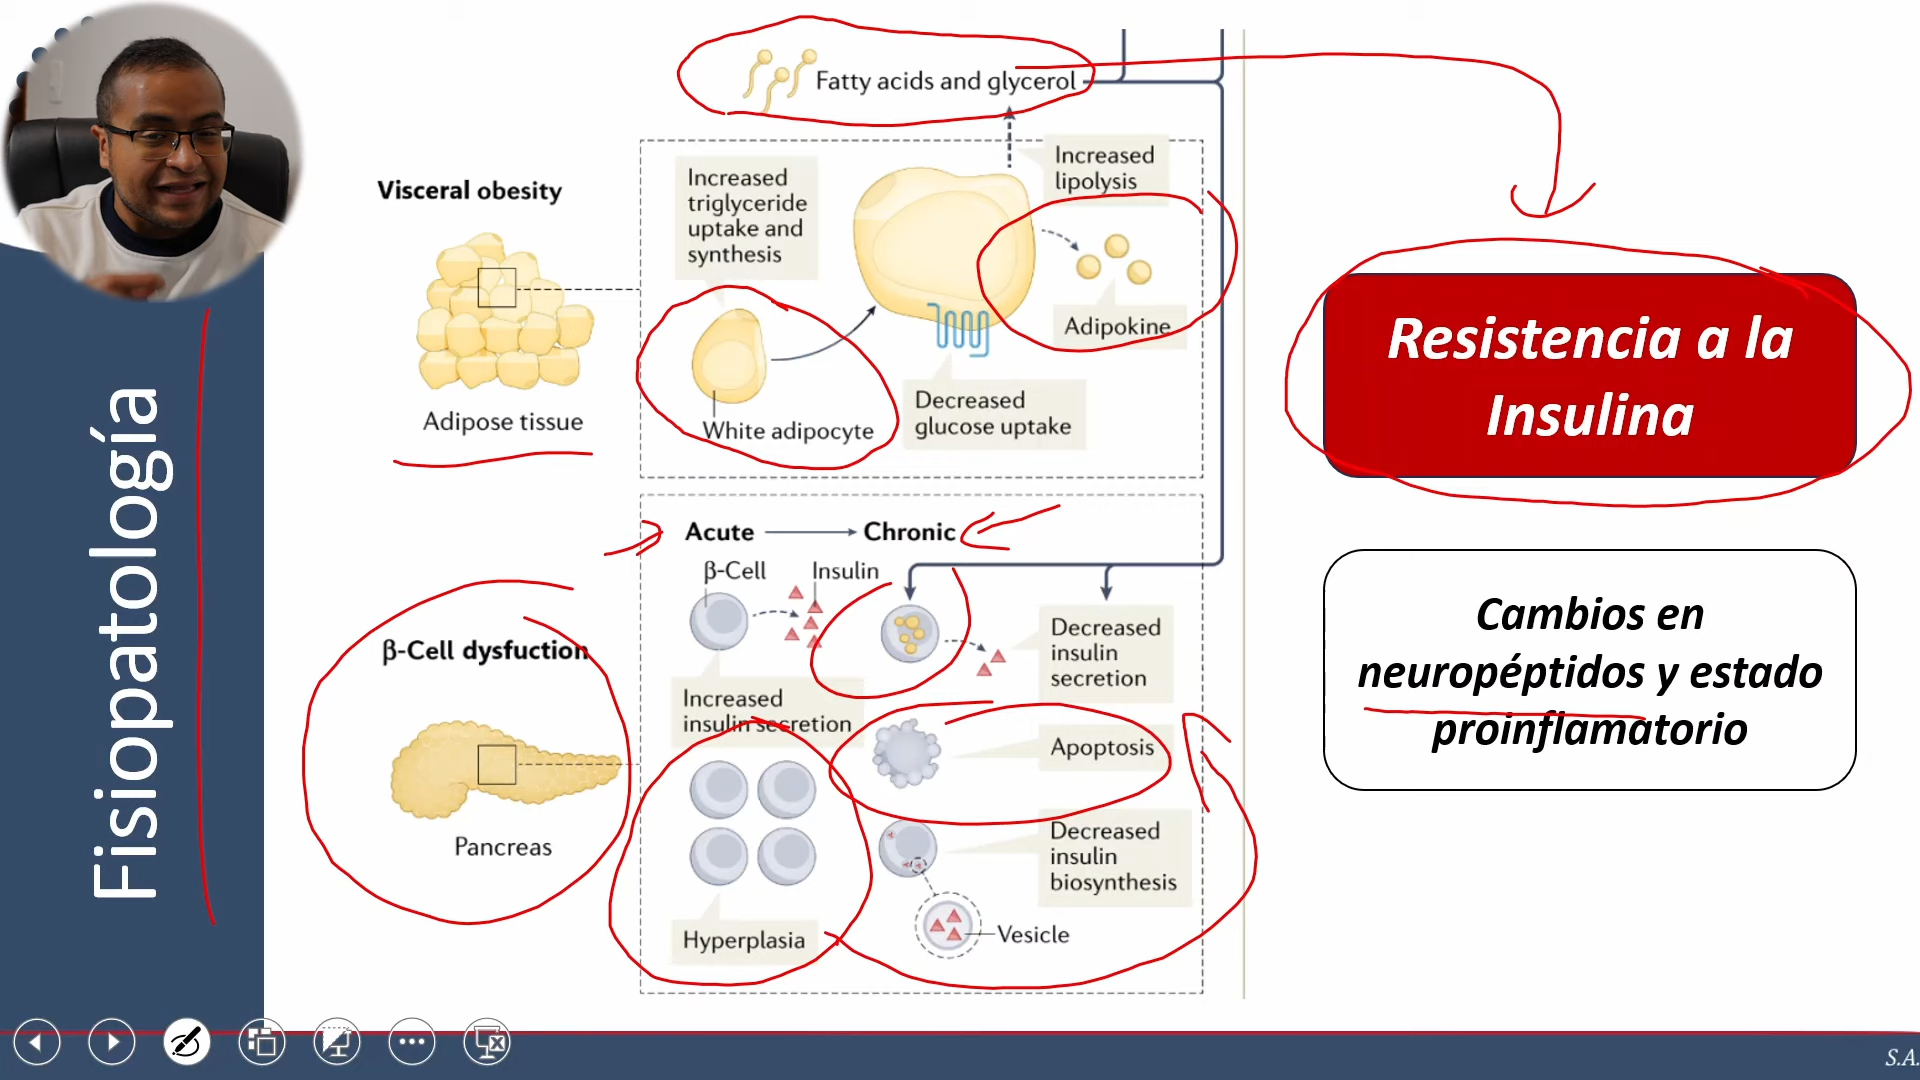 Fisiopatología
Fatty acids and glycerol
Visceral obesity
Adipose tissue
Increased
triglyceride
uptake and
synthesis
Increased
lipolysis
Adipokine
White adipocyte
Decreased
glucose uptake
Acute
Chronic
β-Cell
Insulin
β-Cell dysfuction
Pancreas
Increased
insulin secretion
Decreased
insulin
secretion
Apoptosis
Hyperplasia
Decreased
insulin
biosynthesis
Vesicle
Resistencia a la
Insulina
Cambios en
neuropéptidos y estado
proinflamatorio
S.A.